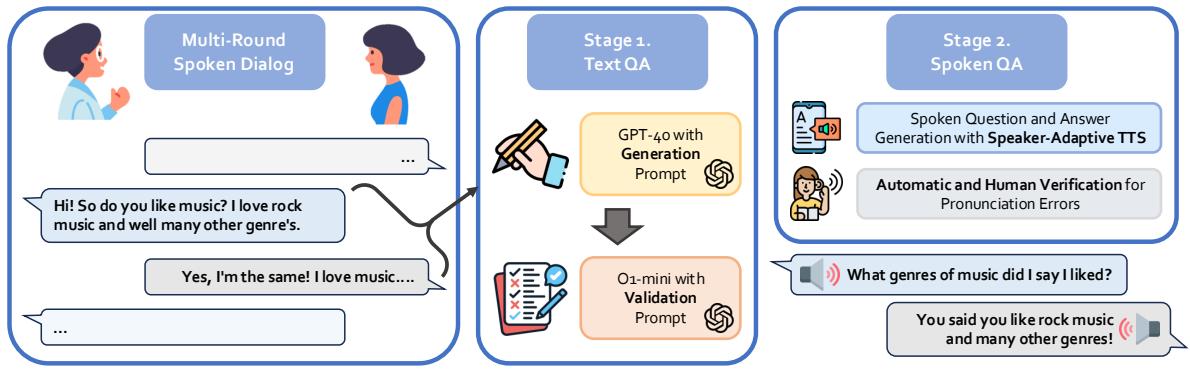 Multi-Round
Spoken Dialog
...
Hi! So do you like music? I love rock
music and well many other genre's.
Yes, I'm the same! I love music....
...
Stage 1.
Text QA
GPT-4o with
Generation
Prompt
O1-mini with
Validation
Prompt
Stage 2.
Spoken QA
A
Spoken Question and Answer
Generation with Speaker-Adaptive TTS
Automatic and Human Verification for
Pronunciation Errors
What genres of music did I say I liked?
You said you like rock music
and many other genres!